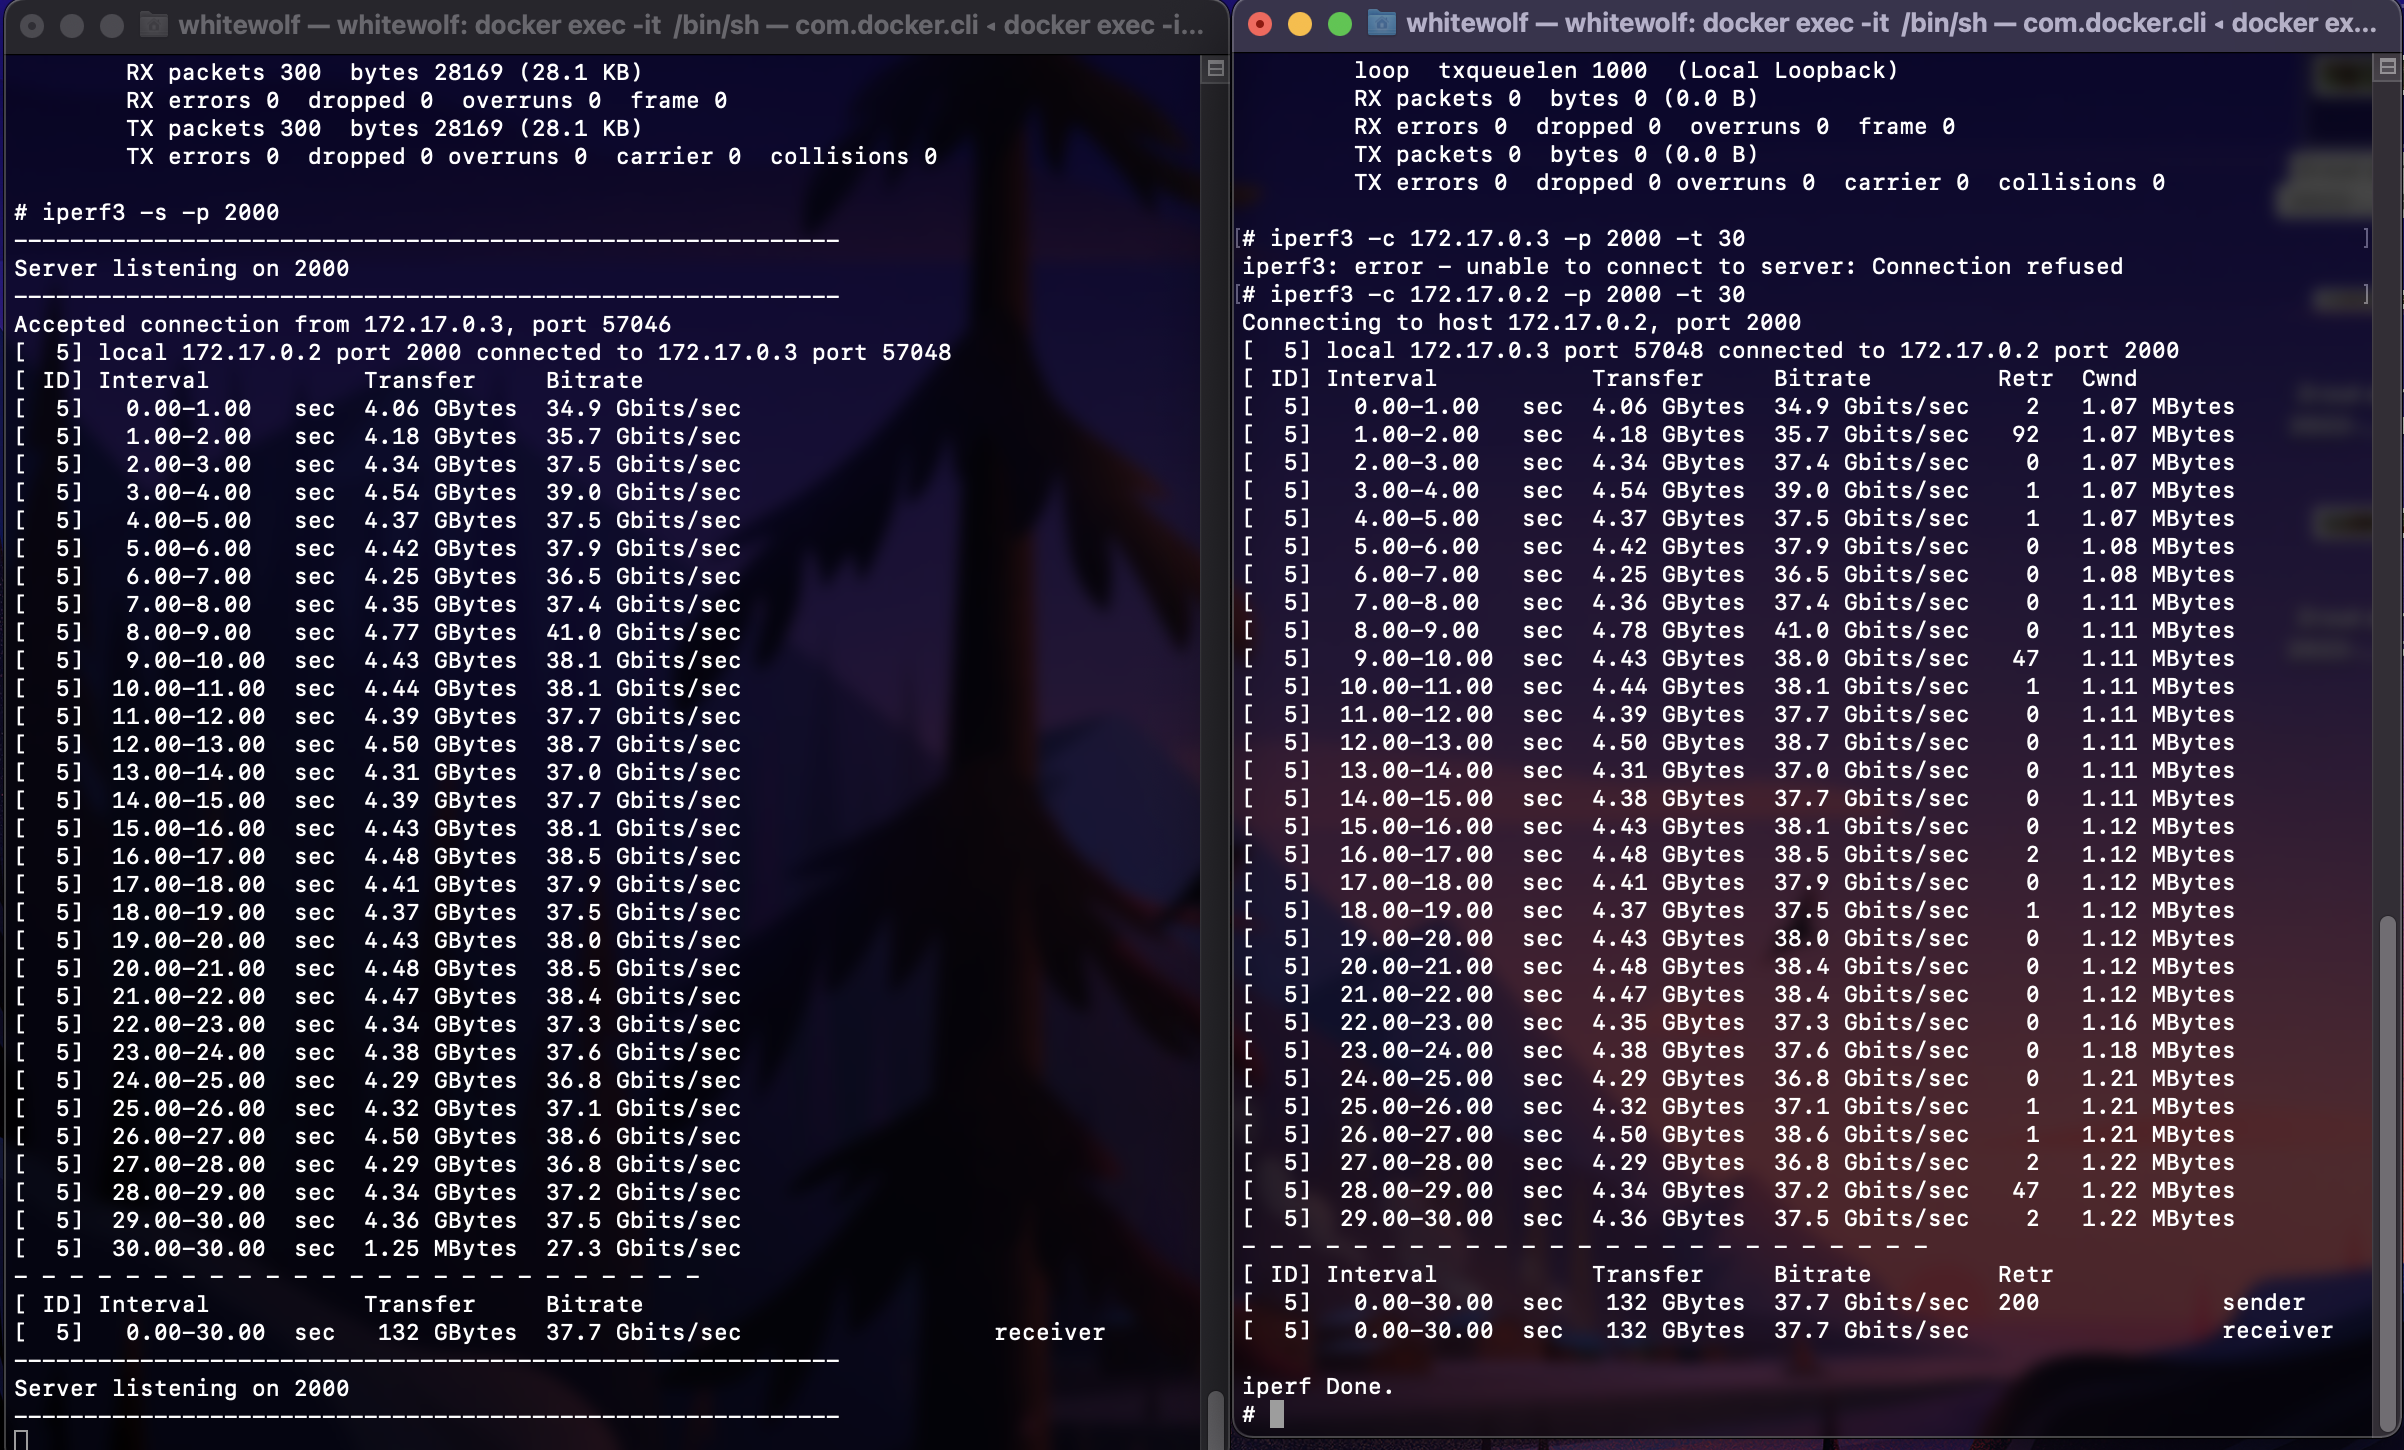 whitewolf — whitewolf: docker exec -it /bin/sh — com.docker.cli ◂ docker exec -i...
RX packets 300  bytes 28169 (28.1 KB)
RX errors 0  dropped 0  overruns 0  frame 0
TX packets 300  bytes 28169 (28.1 KB)
TX errors 0  dropped 0 overruns 0  carrier 0  collisions 0
# iperf3 -s -p 2000
-----------------------------------------------------------
Server listening on 2000
-----------------------------------------------------------
Accepted connection from 172.17.0.3, port 57046
[  5] local 172.17.0.2 port 2000 connected to 172.17.0.3 port 57048
[ ID] Interval           Transfer     Bitrate
[  5]   0.00-1.00   sec  4.06 GBytes  34.9 Gbits/sec
[  5]   1.00-2.00   sec  4.18 GBytes  35.7 Gbits/sec
[  5]   2.00-3.00   sec  4.34 GBytes  37.5 Gbits/sec
[  5]   3.00-4.00   sec  4.54 GBytes  39.0 Gbits/sec
[  5]   4.00-5.00   sec  4.37 GBytes  37.5 Gbits/sec
[  5]   5.00-6.00   sec  4.42 GBytes  37.9 Gbits/sec
[  5]   6.00-7.00   sec  4.25 GBytes  36.5 Gbits/sec
[  5]   7.00-8.00   sec  4.35 GBytes  37.4 Gbits/sec
[  5]   8.00-9.00   sec  4.77 GBytes  41.0 Gbits/sec
[  5]   9.00-10.00  sec  4.43 GBytes  38.1 Gbits/sec
[  5]  10.00-11.00  sec  4.44 GBytes  38.1 Gbits/sec
[  5]  11.00-12.00  sec  4.39 GBytes  37.7 Gbits/sec
[  5]  12.00-13.00  sec  4.50 GBytes  38.7 Gbits/sec
[  5]  13.00-14.00  sec  4.31 GBytes  37.0 Gbits/sec
[  5]  14.00-15.00  sec  4.39 GBytes  37.7 Gbits/sec
[  5]  15.00-16.00  sec  4.43 GBytes  38.1 Gbits/sec
[  5]  16.00-17.00  sec  4.48 GBytes  38.5 Gbits/sec
[  5]  17.00-18.00  sec  4.41 GBytes  37.9 Gbits/sec
[  5]  18.00-19.00  sec  4.37 GBytes  37.5 Gbits/sec
[  5]  19.00-20.00  sec  4.43 GBytes  38.0 Gbits/sec
[  5]  20.00-21.00  sec  4.48 GBytes  38.5 Gbits/sec
[  5]  21.00-22.00  sec  4.47 GBytes  38.4 Gbits/sec
[  5]  22.00-23.00  sec  4.34 GBytes  37.3 Gbits/sec
[  5]  23.00-24.00  sec  4.38 GBytes  37.6 Gbits/sec
[  5]  24.00-25.00  sec  4.29 GBytes  36.8 Gbits/sec
[  5]  25.00-26.00  sec  4.32 GBytes  37.1 Gbits/sec
[  5]  26.00-27.00  sec  4.50 GBytes  38.6 Gbits/sec
[  5]  27.00-28.00  sec  4.29 GBytes  36.8 Gbits/sec
[  5]  28.00-29.00  sec  4.34 GBytes  37.2 Gbits/sec
[  5]  29.00-30.00  sec  4.36 GBytes  37.5 Gbits/sec
[  5]  30.00-30.00  sec  1.25 MBytes  27.3 Gbits/sec
- - - - - - - - - - - - - - - - - - - - - - - - -
[ ID] Interval           Transfer     Bitrate
[  5]   0.00-30.00  sec   132 GBytes  37.7 Gbits/sec                  receiver
-----------------------------------------------------------
Server listening on 2000
-----------------------------------------------------------
whitewolf — whitewolf: docker exec -it /bin/sh — com.docker.cli ◂ docker ex...
loop  txqueuelen 1000  (Local Loopback)
RX packets 0  bytes 0 (0.0 B)
RX errors 0  dropped 0  overruns 0  frame 0
TX packets 0  bytes 0 (0.0 B)
TX errors 0  dropped 0 overruns 0  carrier 0  collisions 0
[# iperf3 -c 172.17.0.3 -p 2000 -t 30 ]
iperf3: error - unable to connect to server: Connection refused
[# iperf3 -c 172.17.0.2 -p 2000 -t 30 ]
Connecting to host 172.17.0.2, port 2000
[  5] local 172.17.0.3 port 57048 connected to 172.17.0.2 port 2000
[ ID] Interval           Transfer     Bitrate         Retr  Cwnd
[  5]   0.00-1.00   sec  4.06 GBytes  34.9 Gbits/sec    2   1.07 MBytes
[  5]   1.00-2.00   sec  4.18 GBytes  35.7 Gbits/sec   92   1.07 MBytes
[  5]   2.00-3.00   sec  4.34 GBytes  37.4 Gbits/sec    0   1.07 MBytes
[  5]   3.00-4.00   sec  4.54 GBytes  39.0 Gbits/sec    1   1.07 MBytes
[  5]   4.00-5.00   sec  4.37 GBytes  37.5 Gbits/sec    1   1.07 MBytes
[  5]   5.00-6.00   sec  4.42 GBytes  37.9 Gbits/sec    0   1.08 MBytes
[  5]   6.00-7.00   sec  4.25 GBytes  36.5 Gbits/sec    0   1.08 MBytes
[  5]   7.00-8.00   sec  4.36 GBytes  37.4 Gbits/sec    0   1.11 MBytes
[  5]   8.00-9.00   sec  4.78 GBytes  41.0 Gbits/sec    0   1.11 MBytes
[  5]   9.00-10.00  sec  4.43 GBytes  38.0 Gbits/sec   47   1.11 MBytes
[  5]  10.00-11.00  sec  4.44 GBytes  38.1 Gbits/sec    1   1.11 MBytes
[  5]  11.00-12.00  sec  4.39 GBytes  37.7 Gbits/sec    0   1.11 MBytes
[  5]  12.00-13.00  sec  4.50 GBytes  38.7 Gbits/sec    0   1.11 MBytes
[  5]  13.00-14.00  sec  4.31 GBytes  37.0 Gbits/sec    0   1.11 MBytes
[  5]  14.00-15.00  sec  4.38 GBytes  37.7 Gbits/sec    0   1.11 MBytes
[  5]  15.00-16.00  sec  4.43 GBytes  38.1 Gbits/sec    0   1.12 MBytes
[  5]  16.00-17.00  sec  4.48 GBytes  38.5 Gbits/sec    2   1.12 MBytes
[  5]  17.00-18.00  sec  4.41 GBytes  37.9 Gbits/sec    0   1.12 MBytes
[  5]  18.00-19.00  sec  4.37 GBytes  37.5 Gbits/sec    1   1.12 MBytes
[  5]  19.00-20.00  sec  4.43 GBytes  38.0 Gbits/sec    0   1.12 MBytes
[  5]  20.00-21.00  sec  4.48 GBytes  38.4 Gbits/sec    0   1.12 MBytes
[  5]  21.00-22.00  sec  4.47 GBytes  38.4 Gbits/sec    0   1.12 MBytes
[  5]  22.00-23.00  sec  4.35 GBytes  37.3 Gbits/sec    0   1.16 MBytes
[  5]  23.00-24.00  sec  4.38 GBytes  37.6 Gbits/sec    0   1.18 MBytes
[  5]  24.00-25.00  sec  4.29 GBytes  36.8 Gbits/sec    0   1.21 MBytes
[  5]  25.00-26.00  sec  4.32 GBytes  37.1 Gbits/sec    1   1.21 MBytes
[  5]  26.00-27.00  sec  4.50 GBytes  38.6 Gbits/sec    1   1.21 MBytes
[  5]  27.00-28.00  sec  4.29 GBytes  36.8 Gbits/sec    2   1.22 MBytes
[  5]  28.00-29.00  sec  4.34 GBytes  37.2 Gbits/sec   47   1.22 MBytes
[  5]  29.00-30.00  sec  4.36 GBytes  37.5 Gbits/sec    2   1.22 MBytes
- - - - - - - - - - - - - - - - - - - - - - - - -
[ ID] Interval           Transfer     Bitrate         Retr
[  5]   0.00-30.00  sec   132 GBytes  37.7 Gbits/sec  200             sender
[  5]   0.00-30.00  sec   132 GBytes  37.7 Gbits/sec                  receiver
iperf Done.
#